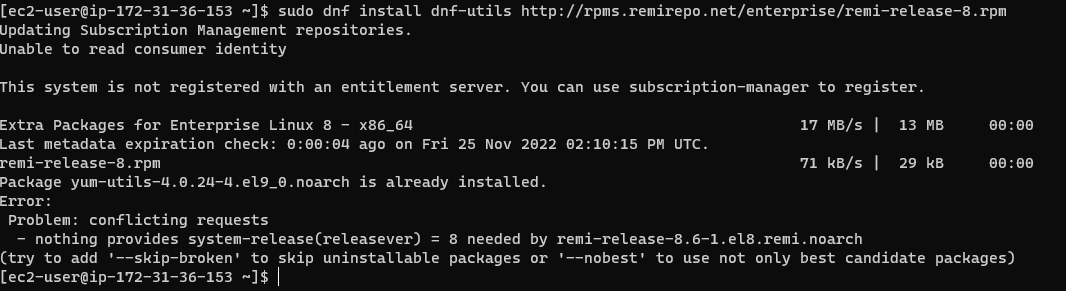 [ec2-user@ip-172-31-36-153 ~]$ sudo dnf install dnf-utils http://rpms.remirepo.net/enterprise/remi-release-8.rpm
Updating Subscription Management repositories.
Unable to read consumer identity
This system is not registered with an entitlement server. You can use subscription-manager to register.
Extra Packages for Enterprise Linux 8 - x86_64 17 MB/s | 13 MB 00:00
Last metadata expiration check: 0:00:04 ago on Fri 25 Nov 2022 02:10:15 PM UTC.
remi-release-8.rpm 71 kB/s | 29 kB 00:00
Package yum-utils-4.0.24-4.el9_0.noarch is already installed.
Error:
Problem: conflicting requests
- nothing provides system-release(releasever) = 8 needed by remi-release-8.6-1.el8.remi.noarch
(try to add '--skip-broken' to skip uninstallable packages or '--nobest' to use not only best candidate packages)
[ec2-user@ip-172-31-36-153 ~]$